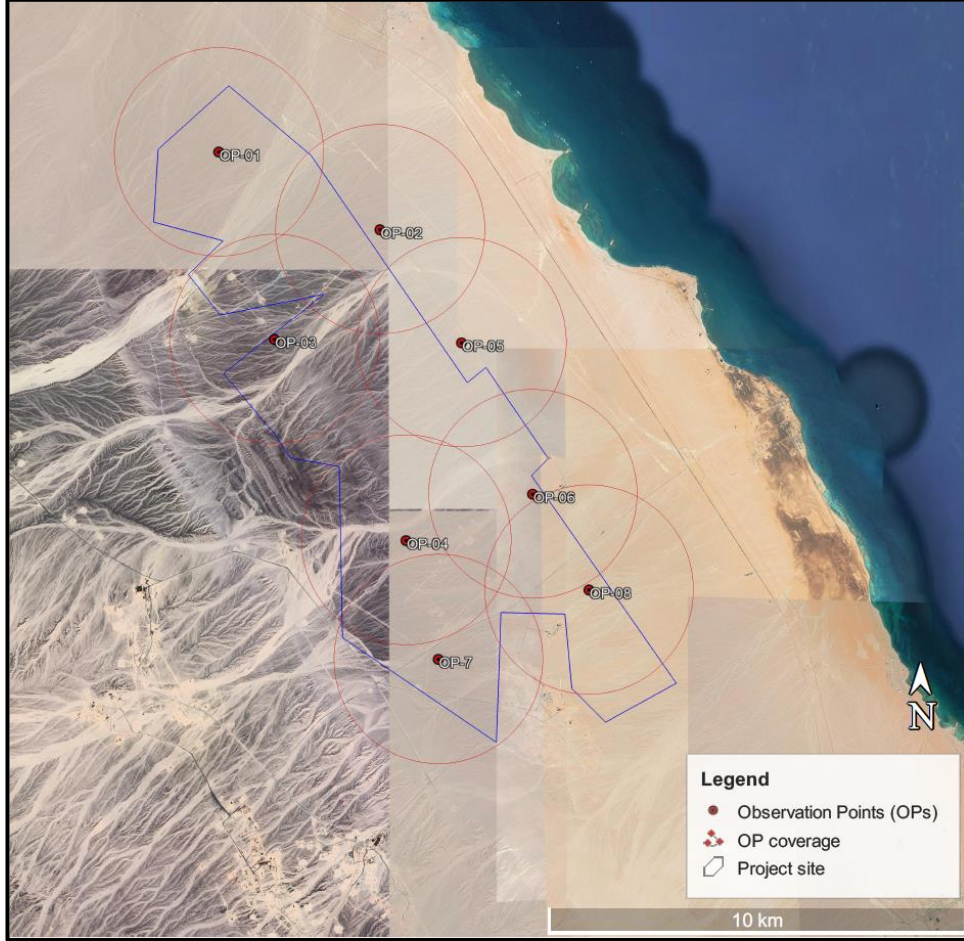 OP-01
OP-02
OP-03
OP-05
OP-06
OP-04
OP-08
OP-7
N
Legend
Observation Points (OPs)
OP coverage
Project site
10 km